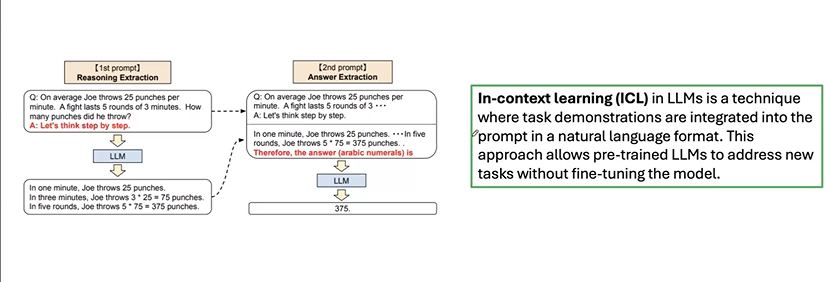 【1st prompt】
Reasoning Extraction
Q: On average Joe throws 25 punches per
minute. A fight lasts 5 rounds of 3 minutes. How
many punches did he throw?
A: Let's think step by step.
LLM
In one minute, Joe throws 25 punches.
In three minutes, Joe throws 3 * 25 = 75 punches.
In five rounds, Joe throws 5 * 75 = 375 punches.
【2nd prompt】
Answer Extraction
Q: On average Joe throws 25 punches per
minute. A fight lasts 5 rounds of 3 ···
A: Let's think step by step.
In one minute, Joe throws 25 punches. ···In five
rounds, Joe throws 5 * 75 = 375 punches. .
Therefore, the answer (arabic numerals) is
LLM
375.
In-context learning (ICL) in LLMs is a technique
where task demonstrations are integrated into the
prompt in a natural language format. This
approach allows pre-trained LLMs to address new
tasks without fine-tuning the model.